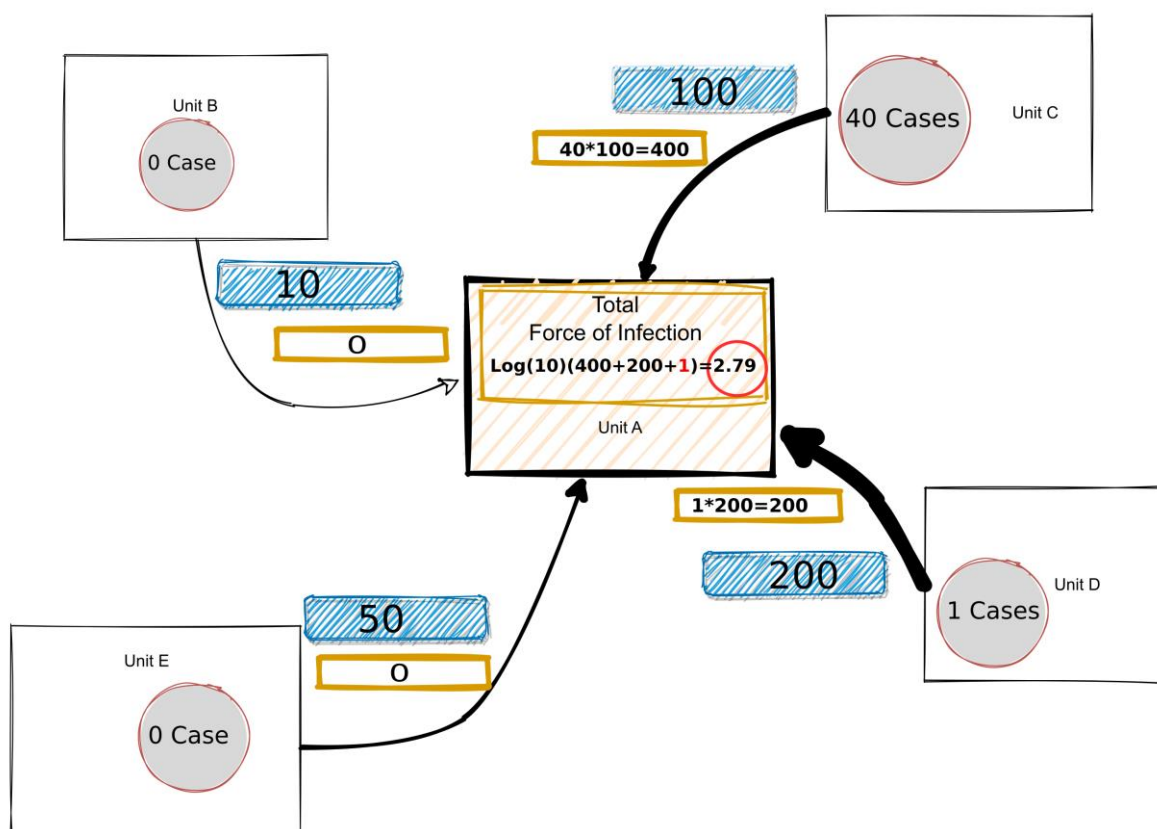 Unit B
0 Case
10
0
100
40*100=400
40 Cases
Unit C
Total
Force of Infection
Log(10)(400+200+1)=2.79
Unit A
1*200=200
200
1 Cases
Unit D
50
0
Unit E
0 Case